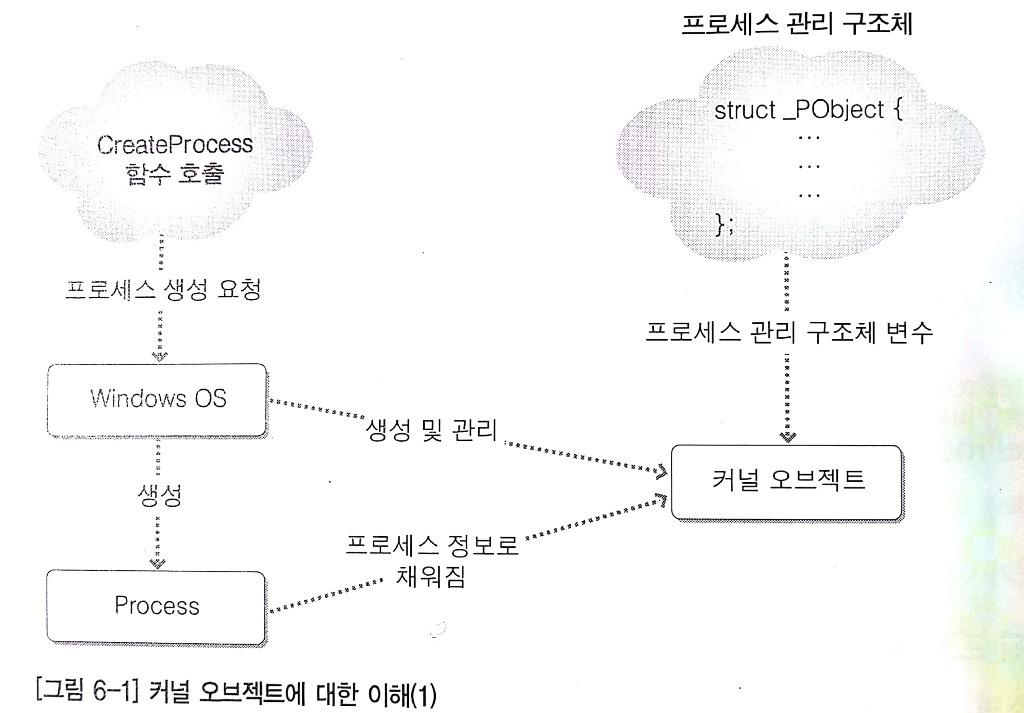 프로세스 관리 구조체
CreateProcess
함수 호출
struct _PObject {
...
...
...
};
프로세스 생성 요청
프로세스 관리 구조체 변수
Windows OS
생성 및 관리
커널 오브젝트
생성
프로세스 정보로
채워짐
Process
[그림 6-1] 커널 오브젝트에 대한 이해(1)